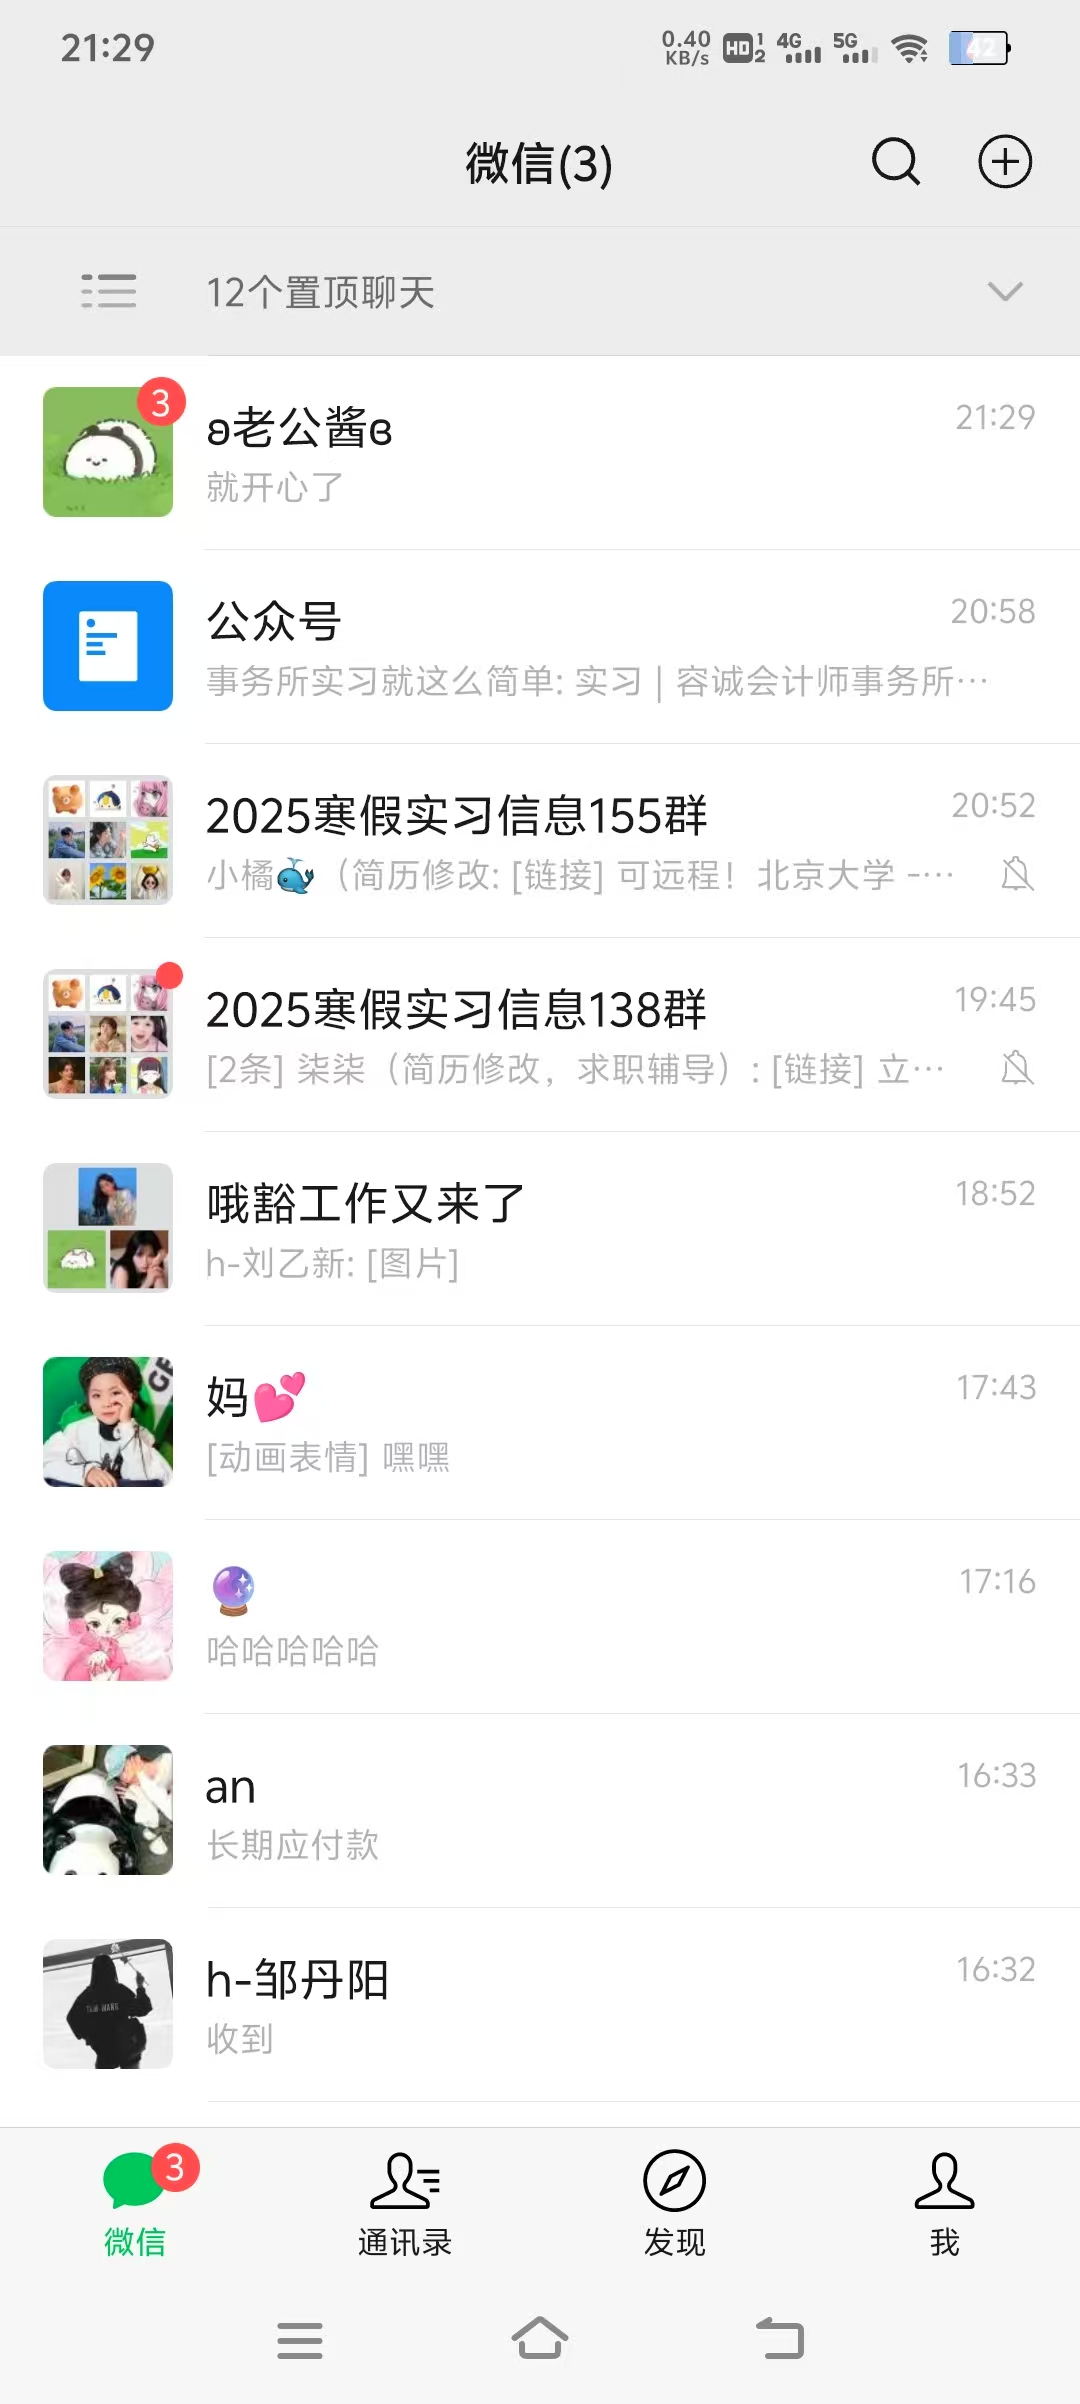 21:29
0.40 KB/s HD 1 2 4G 5G 42
微信(3)
12个置顶聊天
3
ʚ老公酱ɞ 21:29
就开心了
公众号 20:58
事务所实习就这么简单: 实习 | 容诚会计师事务所…
2025寒假实习信息155群 20:52
小橘🐳（简历修改: [链接] 可远程！北京大学 -…
2025寒假实习信息138群 19:45
[2条] 柒柒（简历修改，求职辅导）: [链接] 立…
哦豁工作又来了 18:52
h-刘乙新: [图片]
妈💕 17:43
[动画表情] 嘿嘿
🔮 17:16
哈哈哈哈哈
an 16:33
长期应付款
h-邹丹阳 16:32
收到
3
微信 通讯录 发现 我